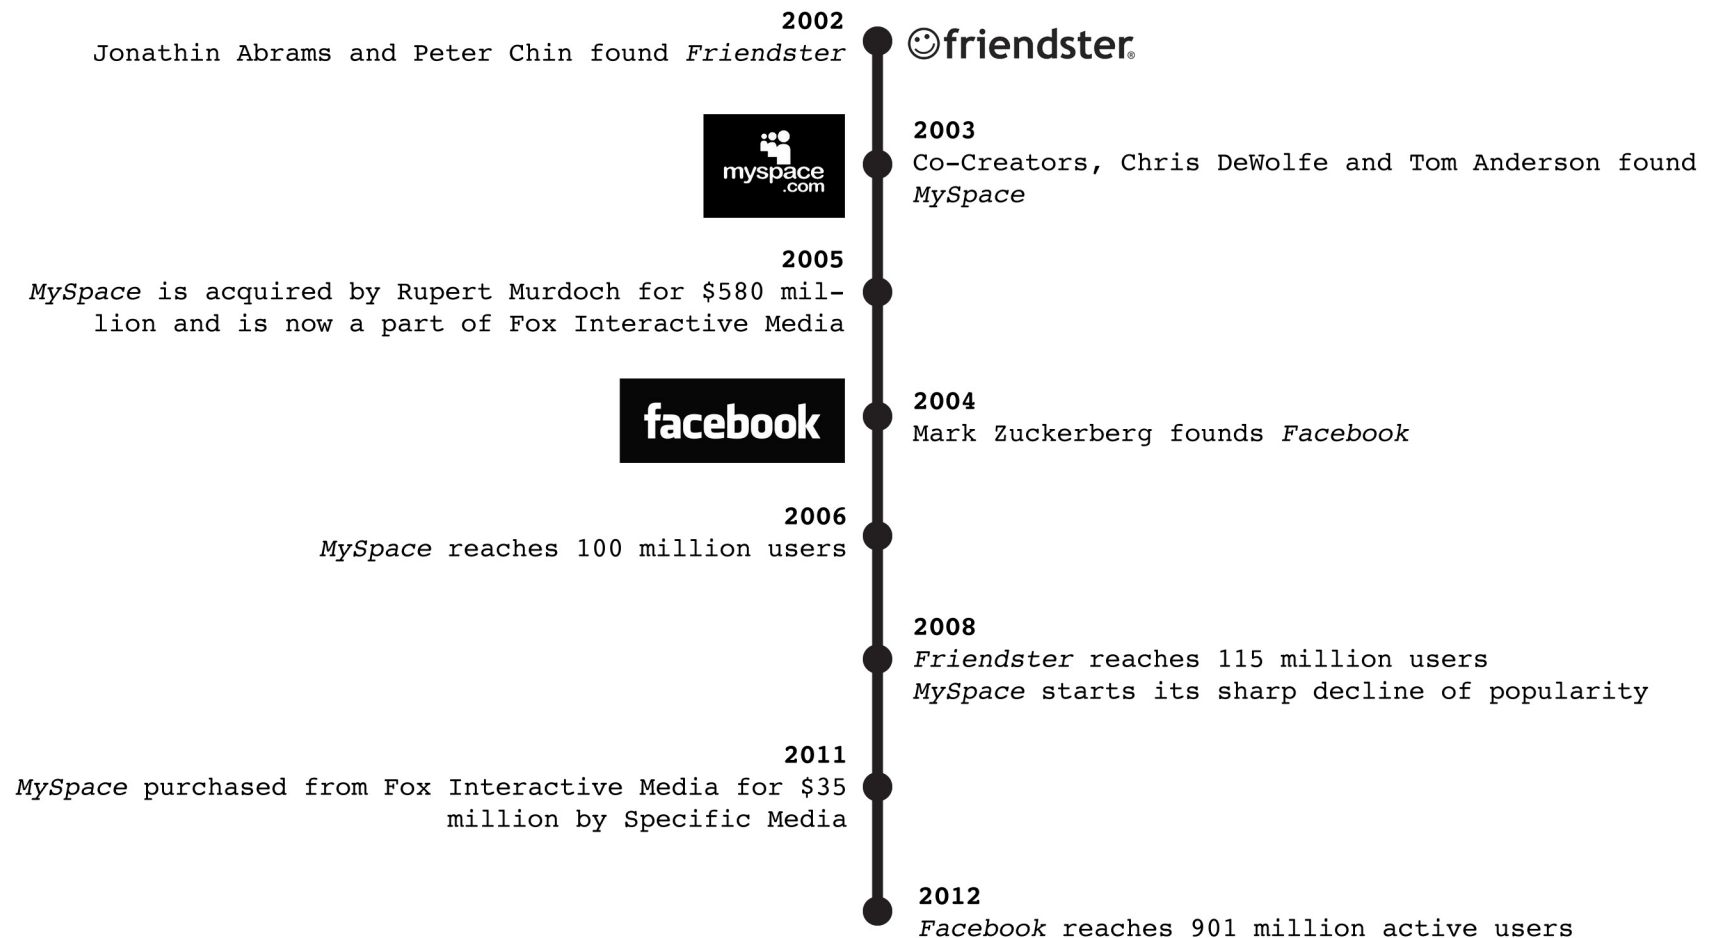 2002
Jonathin Abrams and Peter Chin found Friendster
friendster®
myspace
.com
2003
Co-Creators, Chris DeWolfe and Tom Anderson found
MySpace
2005
MySpace is acquired by Rupert Murdoch for $580 mil-
lion and is now a part of Fox Interactive Media
facebook
2004
Mark Zuckerberg founds Facebook
2006
MySpace reaches 100 million users
2008
Friendster reaches 115 million users
MySpace starts its sharp decline of popularity
2011
MySpace purchased from Fox Interactive Media for $35
million by Specific Media
2012
Facebook reaches 901 million active users